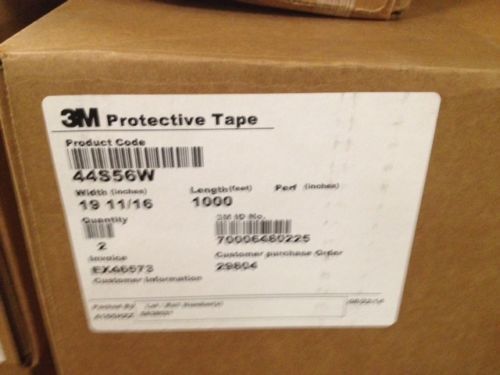 3M Protective Tape
Product Code
44S56W
Width (inches) Length (feet) Perf (inches)
19 11/16 1000
Quantity 3M ID No.
2 70006480225
Invoice Customer purchase Order
EX46573 29804
Customer Information